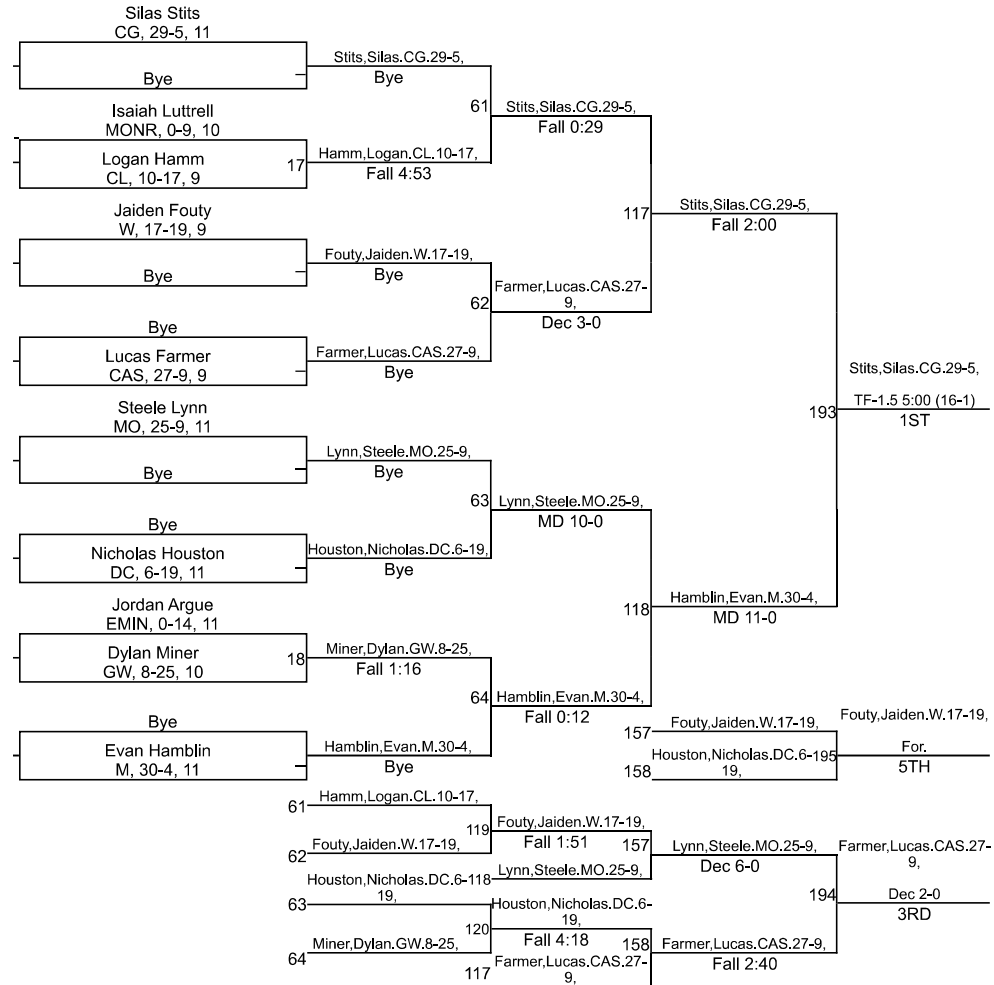 Silas Stits
CG, 29-5, 11
Bye
Isaiah Luttrell
MONR, 0-9, 10
17
Logan Hamm
CL, 10-17, 9
Jaiden Fouty
W, 17-19, 9
Bye
Bye
Lucas Farmer
CAS, 27-9, 9
Steele Lynn
MO, 25-9, 11
Bye
Bye
Nicholas Houston
DC, 6-19, 11
Jordan Argue
EMIN, 0-14, 11
18
Dylan Miner
GW, 8-25, 10
Bye
Evan Hamblin
M, 30-4, 11
Stits,Silas.CG.29-5,
Bye
61
Hamm,Logan.CL.10-17,
Fall 4:53
Fouty,Jaiden.W.17-19,
Bye
62
Farmer,Lucas.CAS.27-9,
Bye
Lynn,Steele.MO.25-9,
Bye
63
Houston,Nicholas.DC.6-19,
Bye
Miner,Dylan.GW.8-25,
Fall 1:16
64
Hamblin,Evan.M.30-4,
Bye
Stits,Silas.CG.29-5,
Fall 0:29
117
Farmer,Lucas.CAS.27-
9,
Dec 3-0
Lynn,Steele.MO.25-9,
MD 10-0
118
Hamblin,Evan.M.30-4,
Fall 0:12
Stits,Silas.CG.29-5,
Fall 2:00
193
Hamblin,Evan.M.30-4,
MD 11-0
Stits,Silas.CG.29-5,
TF-1.5 5:00 (16-1)
1ST
157
Fouty,Jaiden.W.17-19,
158
Houston,Nicholas.DC.6-
19,
195
Fouty,Jaiden.W.17-19,
For.
5TH
61
Hamm,Logan.CL.10-17,
62
Fouty,Jaiden.W.17-19,
119
Fouty,Jaiden.W.17-19,
Fall 1:51
118
Lynn,Steele.MO.25-9,
157
Lynn,Steele.MO.25-9,
Dec 6-0
63
Houston,Nicholas.DC.6-
19,
64
Miner,Dylan.GW.8-25,
120
Houston,Nicholas.DC.6-
19,
Fall 4:18
117
Farmer,Lucas.CAS.27-
9,
158
Farmer,Lucas.CAS.27-9,
Fall 2:40
194
Farmer,Lucas.CAS.27-
9,
Dec 2-0
3RD